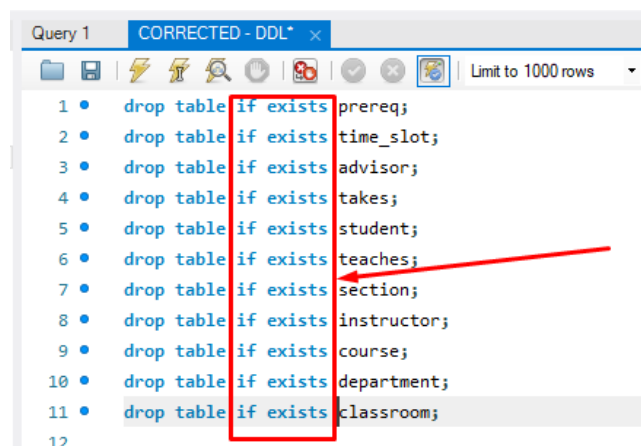 Query 1 CORRECTED - DDL* ×
Limit to 1000 rows
1 drop table if exists prereq;
2 drop table if exists time_slot;
3 drop table if exists advisor;
4 drop table if exists takes;
5 drop table if exists student;
6 drop table if exists teaches;
7 drop table if exists section;
8 drop table if exists instructor;
9 drop table if exists course;
10 drop table if exists department;
11 drop table if exists classroom;
12